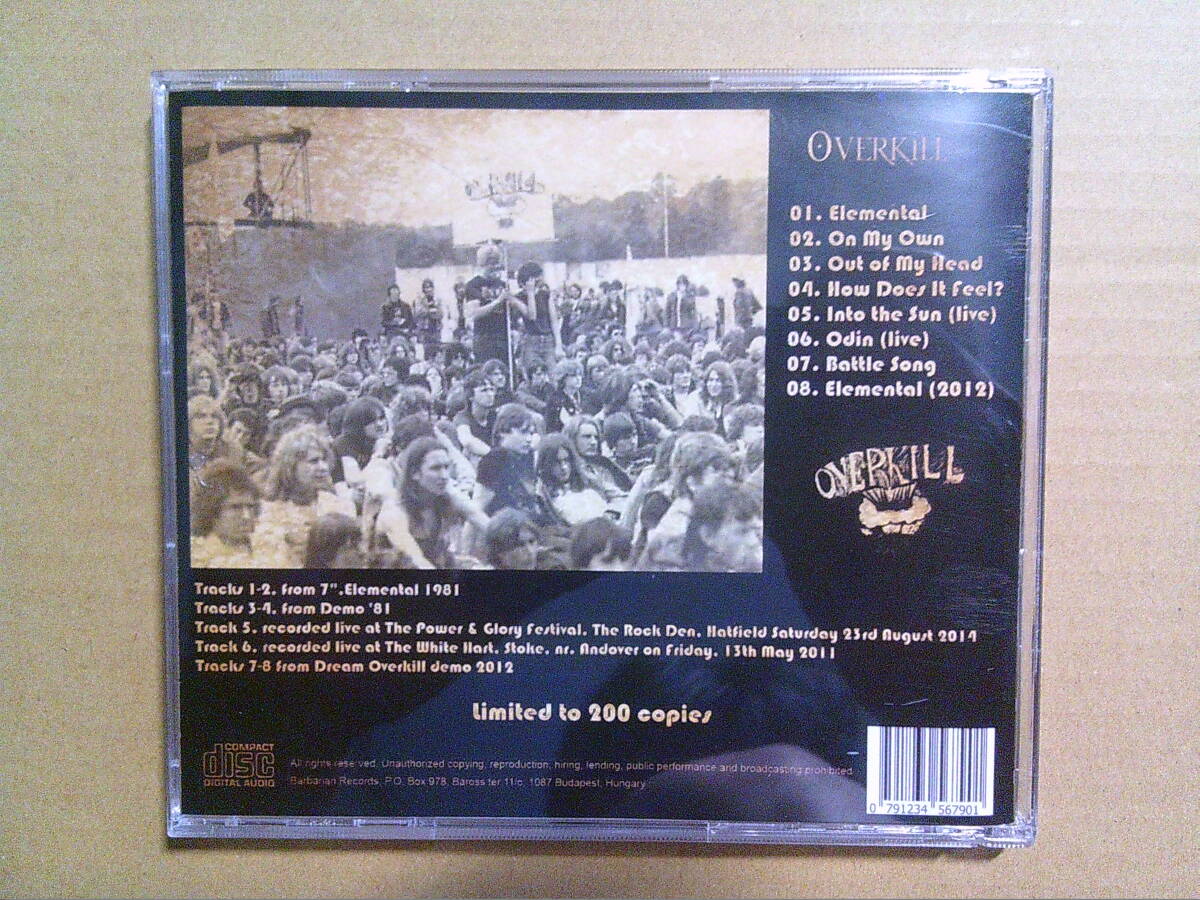 OVERKILL
OVERKILL
01. Elemental
02. On My Own
03. Out of My Head
04. How Does It Feel?
05. Into the Sun (live)
06. Odin (live)
07. Battle Song
08. Elemental (2012)
OVERKILL
Tracks 1-2. from 7".Elemental 1981
Tracks 3-4. from Demo '81
Track 5. recorded live at The Power & Glory Festival. The Rock Den. Hatfield Saturday 23rd August 2014
Track 6. recorded live at The White Hart. Stoke. nr. Andover on Friday. 13th May 2011
Tracks 7-8 from Dream Overkill demo 2012
Limited to 200 copies
COMPACT
disc
DIGITAL AUDIO
All rights reserved. Unauthorized copying, reproduction, hiring, lending, public performance and broadcasting prohibited.
Barbarian Records, P.O. Box 978, Baross ter 11/c, 1087 Budapest, Hungary
0 791234 567901